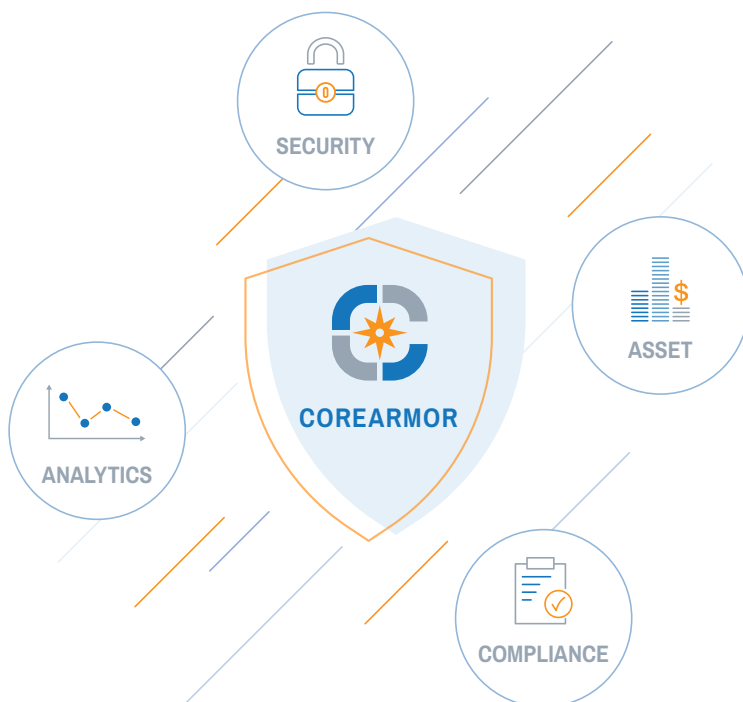 SECURITY
$
ASSET
COREARMOR
ANALYTICS
COMPLIANCE